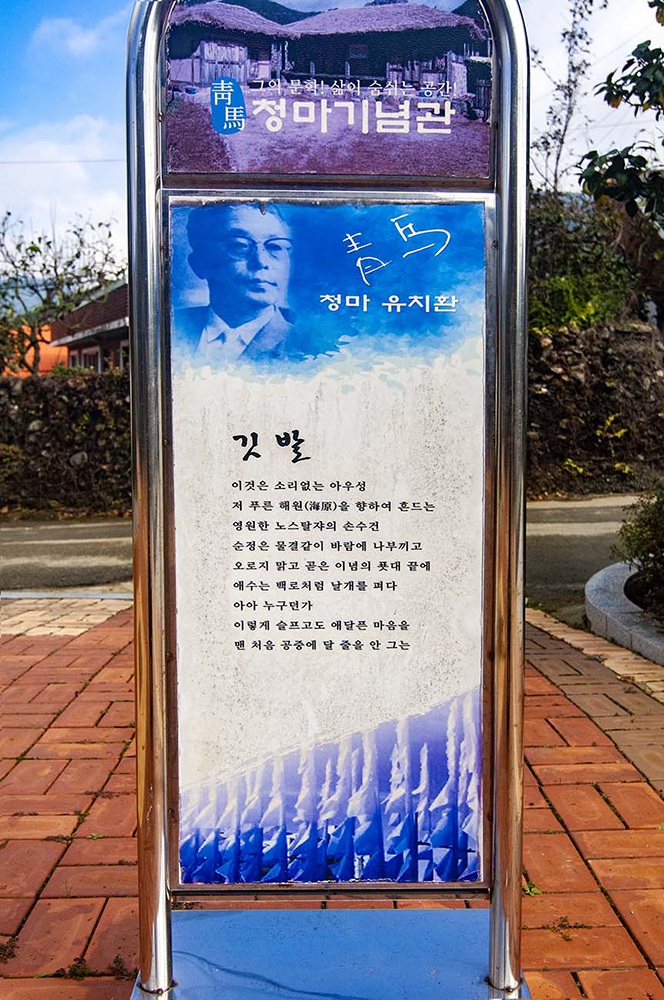 靑馬
그의 문학! 삶이 숨쉬는 공간!
청마기념관
靑馬
청마 유치환
깃발
이것은 소리없는 아우성
저 푸른 해원(海原)을 향하여 흔드는
영원한 노스탈쟈의 손수건
순정은 물결같이 바람에 나부끼고
오로지 맑고 곧은 이념의 푯대 끝에
애수는 백로처럼 날개를 펴다
아아 누구던가
이렇게 슬프고도 애달픈 마음을
맨 처음 공중에 달 줄을 안 그는